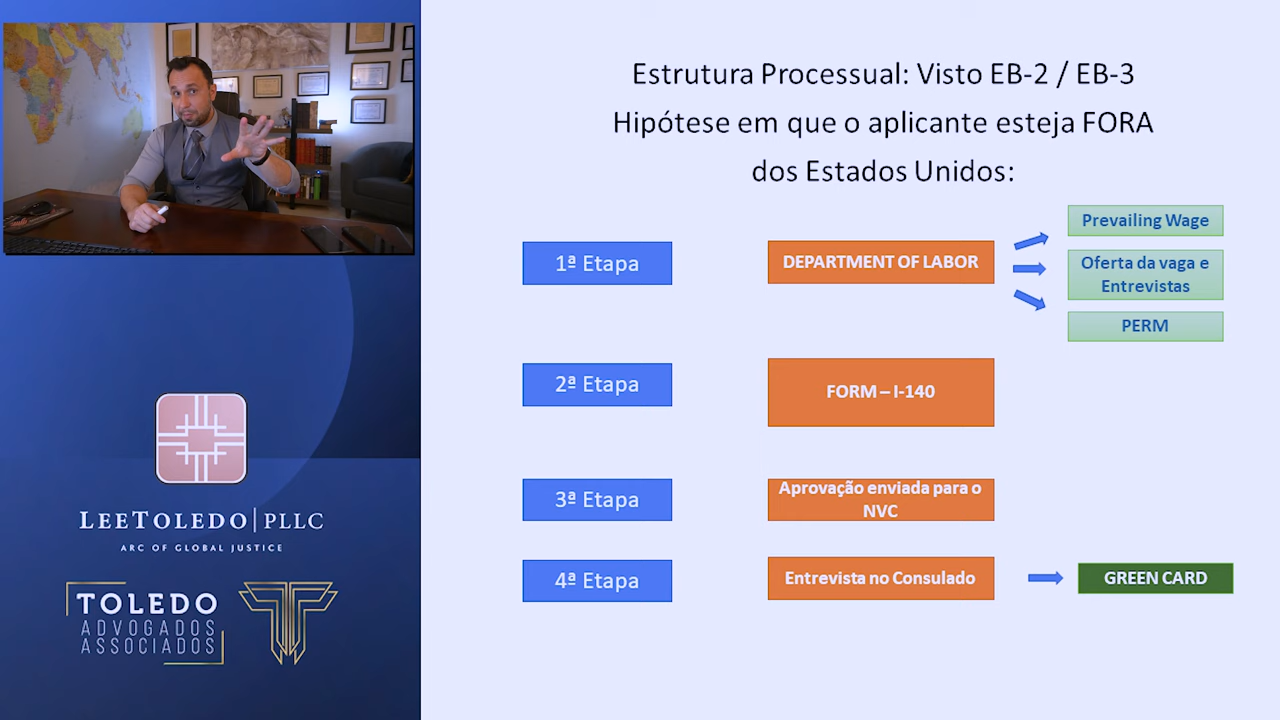 Estrutura Processual: Visto EB-2 / EB-3
Hipótese em que o aplicante esteja FORA
dos Estados Unidos:
1ª Etapa
DEPARTMENT OF LABOR
Prevailing Wage
Oferta da vaga e
Entrevistas
PERM
2ª Etapa
FORM – I-140
3ª Etapa
Aprovação enviada para o
NVC
4ª Etapa
Entrevista no Consulado
GREEN CARD
LEETOLEDO|PLLC
ARC OF GLOBAL JUSTICE
TOLEDO
ADVOGADOS
ASSOCIADOS